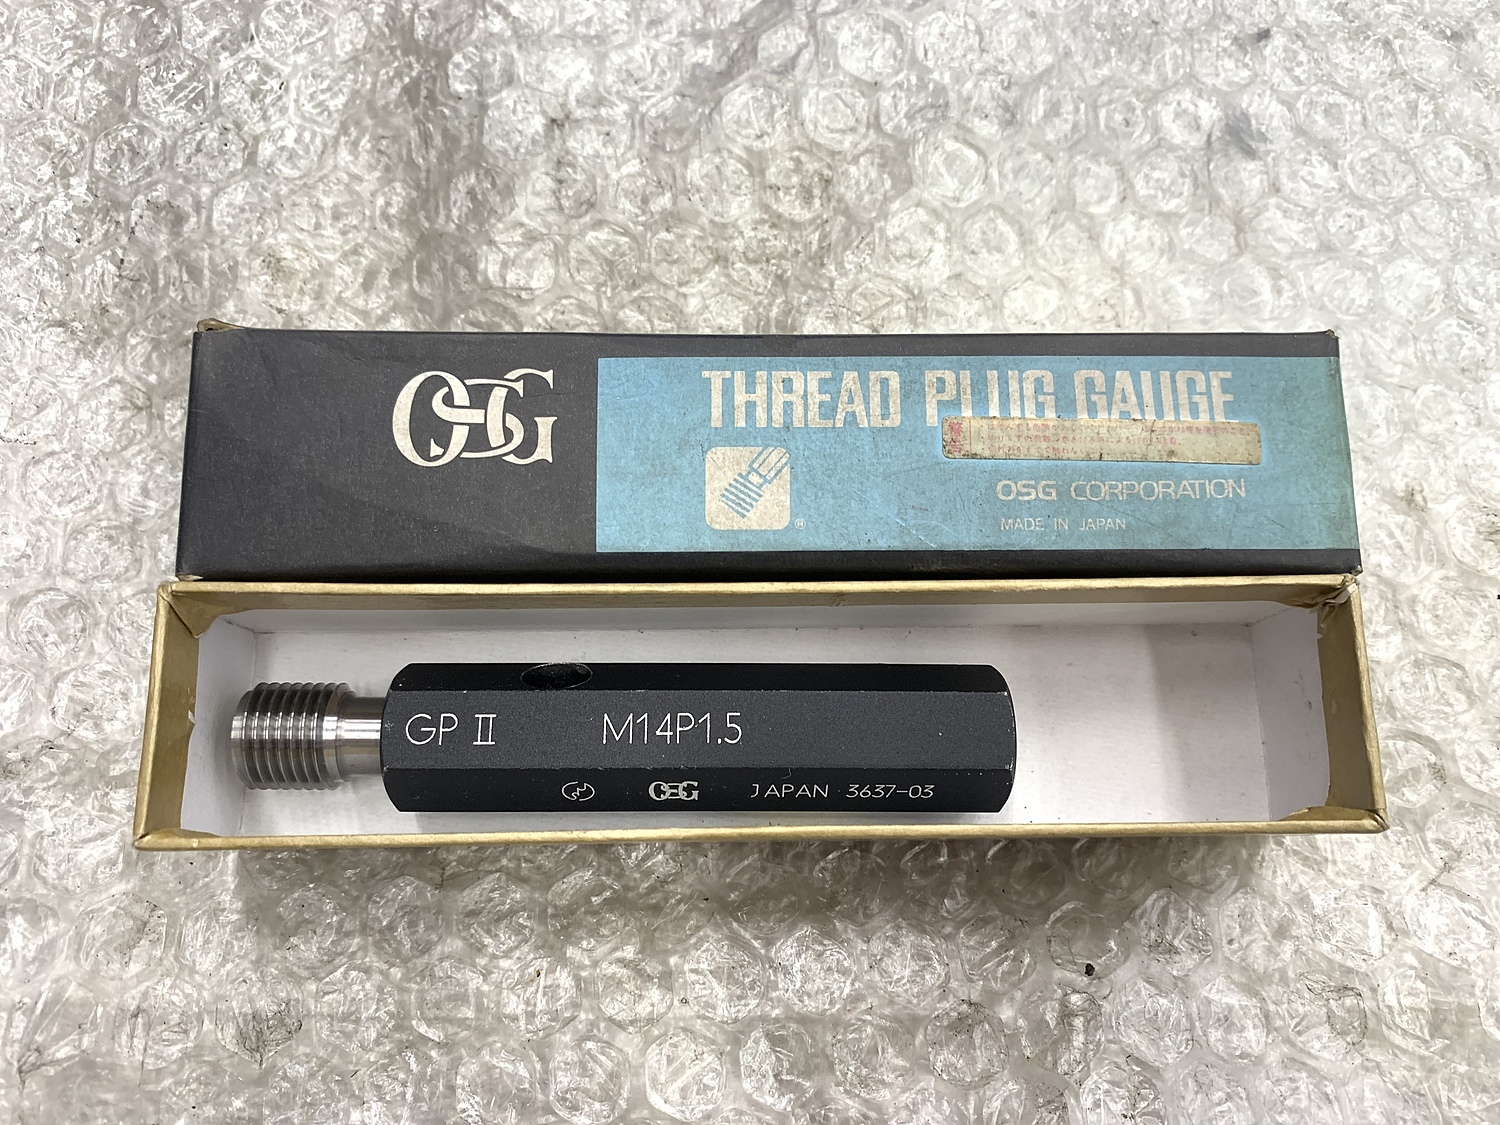 OSG
THREAD PLUG GAUGE
OSG CORPORATION
MADE IN JAPAN
®
GP II M14P1.5
OSG JAPAN 3637-03